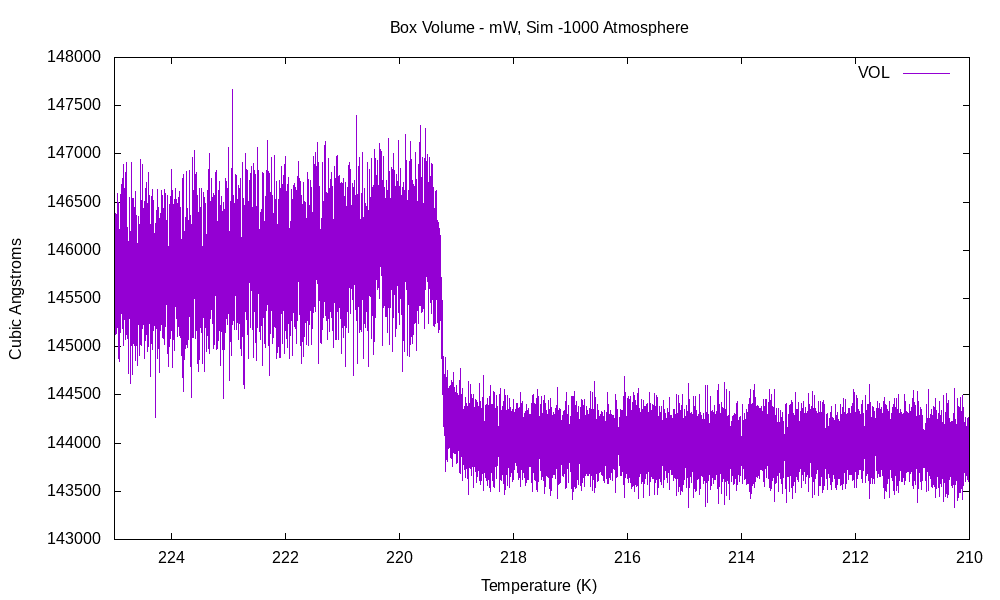 Box Volume - mW, Sim -1000 Atmosphere
VOL
148000
147500
147000
146500
146000
145500
145000
144500
144000
143500
143000
Cubic Angstroms
224 222 220 218 216 214 212 210
Temperature (K)